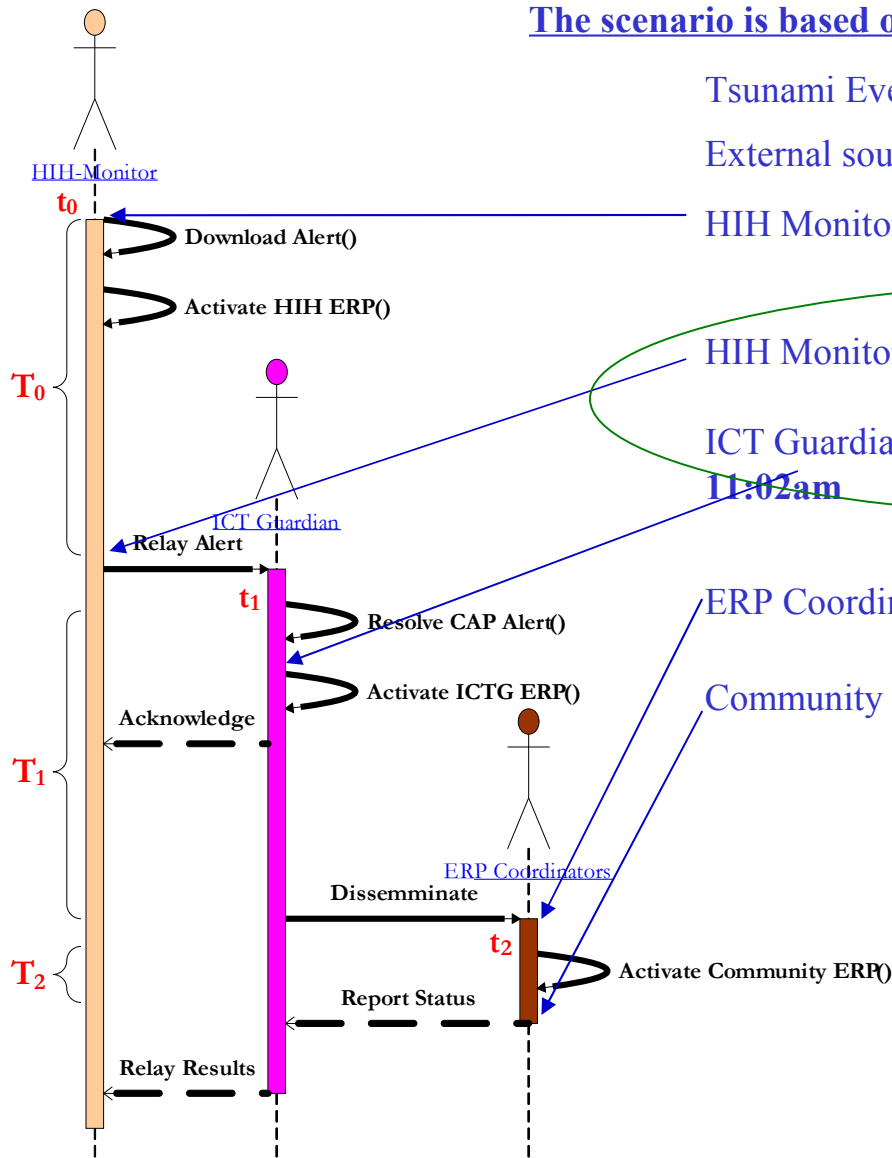 The scenario is based o
Tsunami Eve
External sou
HIH-Monitor
t0
HIH Monito
Download Alert()
Activate HIH ERP()
HIH Monito
T0
ICT Guardia
11:02am
ICT Guardian
Relay Alert
t1
ERP Coordi
Resolve CAP Alert()
Activate ICTG ERP()
Community
Acknowledge
T1
ERP Coordinators
Dissemminate
t2
T2
Activate Community ERP()
Report Status
Relay Results